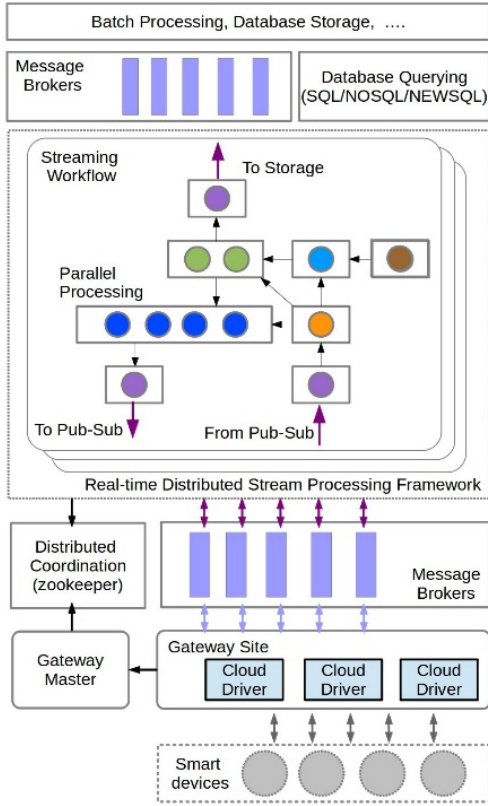 Batch Processing, Database Storage, ....
Message
Brokers
Database Querying
(SQL/NOSQL/NEWSQL)
Streaming
Workflow
To Storage
Parallel
Processing
To Pub-Sub
From Pub-Sub
Real-time Distributed Stream Processing Framework
Distributed
Coordination
(zookeeper)
Message
Brokers
Gateway
Master
Gateway Site
Cloud
Driver
Cloud
Driver
Cloud
Driver
Smart
devices